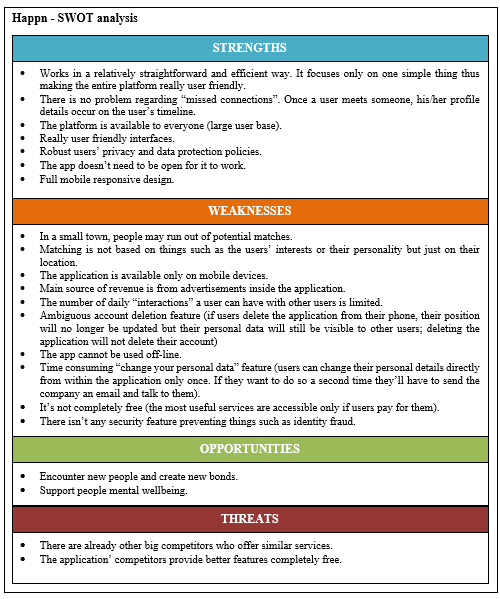 Happn - SWOT analysis
STRENGTHS
• Works in a relatively straightforward and efficient way. It focuses only on one simple thing thus
making the entire platform really user friendly.
• There is no problem regarding “missed connections”. Once a user meets someone, his/her profile
details occur on the user’s timeline.
• The platform is available to everyone (large user base).
• Really user friendly interfaces.
• Robust users’ privacy and data protection policies.
• The app doesn’t need to be open for it to work.
• Full mobile responsive design.
WEAKNESSES
• In a small town, people may run out of potential matches.
• Matching is not based on things such as the users’ interests or their personality but just on their
location.
• The application is available only on mobile devices.
• Main source of revenue is from advertisements inside the application.
• The number of daily “interactions” a user can have with other users is limited.
• Ambiguous account deletion feature (if users delete the application from their phone, their position
will no longer be updated but their personal data will still be visible to other users; deleting the
application will not delete their account)
• The app cannot be used off-line.
• Time consuming “change your personal data” feature (users can change their personal details directly
from within the application only once. If they want to do so a second time they’ll have to send the
company an email and talk to them).
• It’s not completely free (the most useful services are accessible only if users pay for them).
• There isn’t any security feature preventing things such as identity fraud.
OPPORTUNITIES
• Encounter new people and create new bonds.
• Support people mental wellbeing.
THREATS
• There are already other big competitors who offer similar services.
• The application’ competitors provide better features completely free.